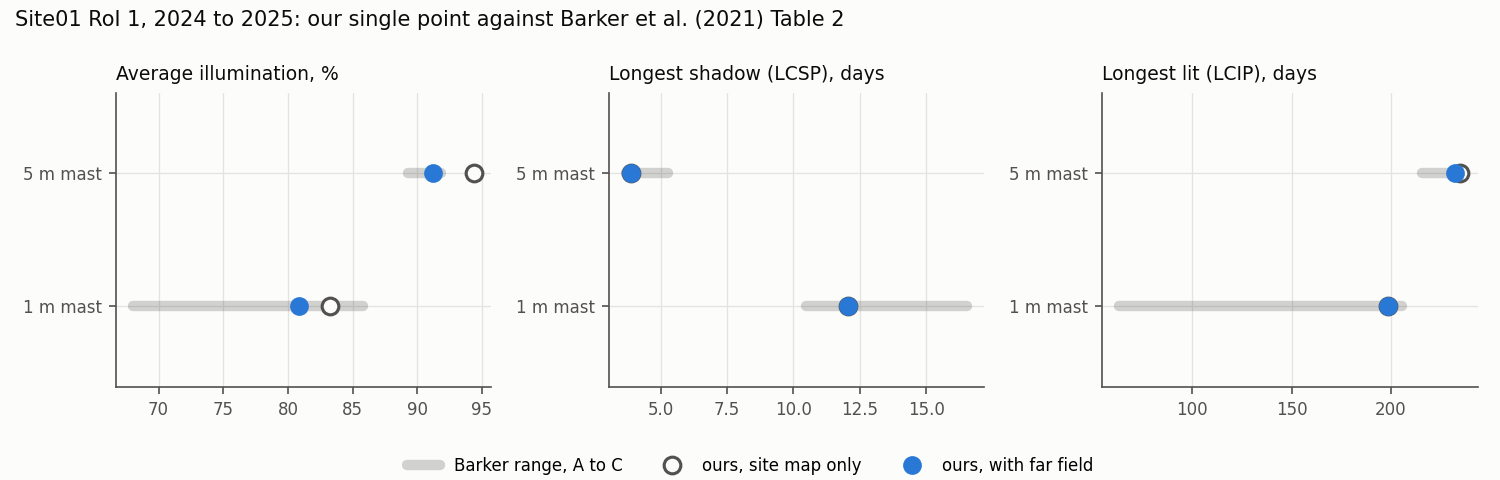 Site01 RoI 1, 2024 to 2025: our single point against Barker et al. (2021) Table 2
Average illumination, %
5 m mast
1 m mast
70 75 80 85 90 95
Longest shadow (LCSP), days
5 m mast
1 m mast
5.0 7.5 10.0 12.5 15.0
Longest lit (LCIP), days
5 m mast
1 m mast
100 150 200
Barker range, A to C
ours, site map only
ours, with far field